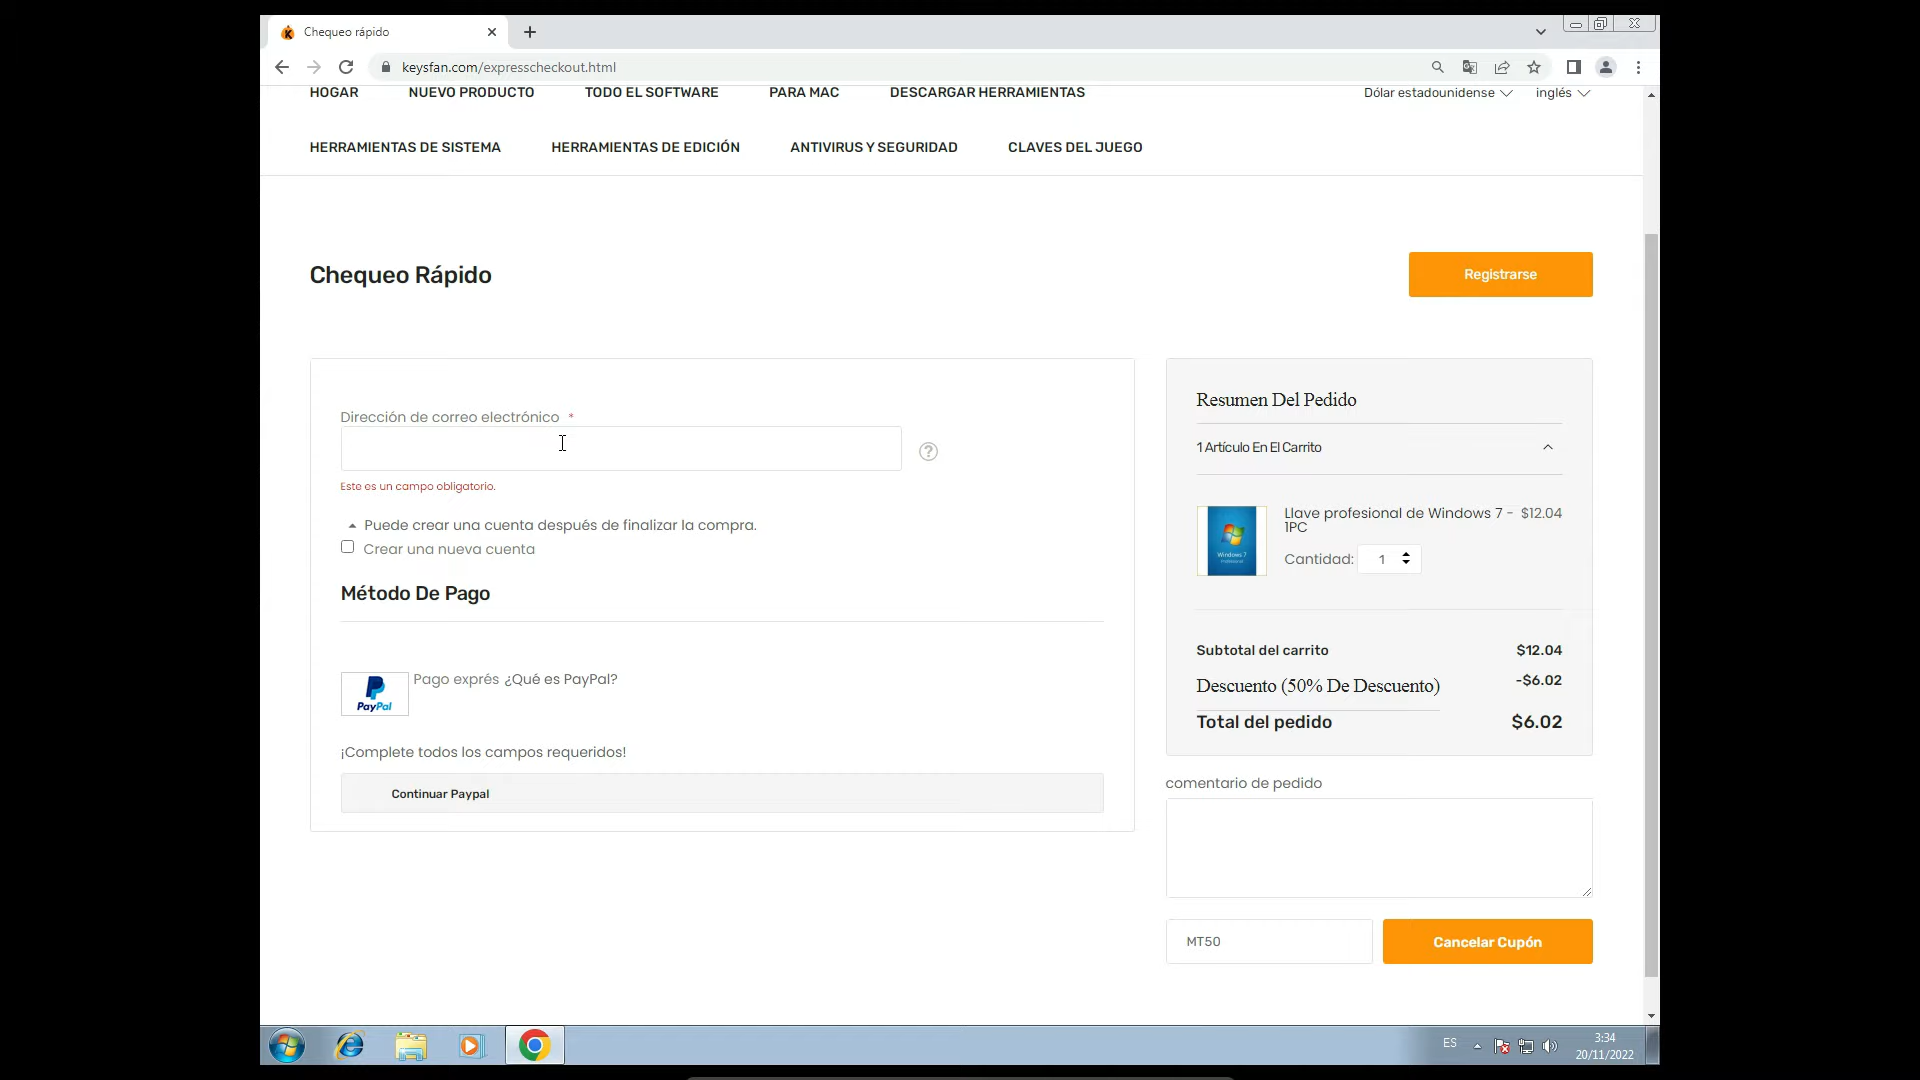 Chequeo rápido
keysfan.com/expresscheckout.html
HOGAR NUEVO PRODUCTO TODO EL SOFTWARE PARA MAC DESCARGAR HERRAMIENTAS Dólar estadounidense inglés
HERRAMIENTAS DE SISTEMA HERRAMIENTAS DE EDICIÓN ANTIVIRUS Y SEGURIDAD CLAVES DEL JUEGO
Chequeo Rápido
Registrarse
Dirección de correo electrónico *
Este es un campo obligatorio.
Puede crear una cuenta después de finalizar la compra.
Crear una nueva cuenta
Método De Pago
PayPal
Pago exprés ¿Qué es PayPal?
¡Complete todos los campos requeridos!
Continuar Paypal
Resumen Del Pedido
1 Artículo En El Carrito
Windows 7
Llave profesional de Windows 7 - $12.04
1PC
Cantidad: 1
Subtotal del carrito $12.04
Descuento (50% De Descuento) -$6.02
Total del pedido $6.02
comentario de pedido
MT50
Cancelar Cupón
ES
3:34
20/11/2022